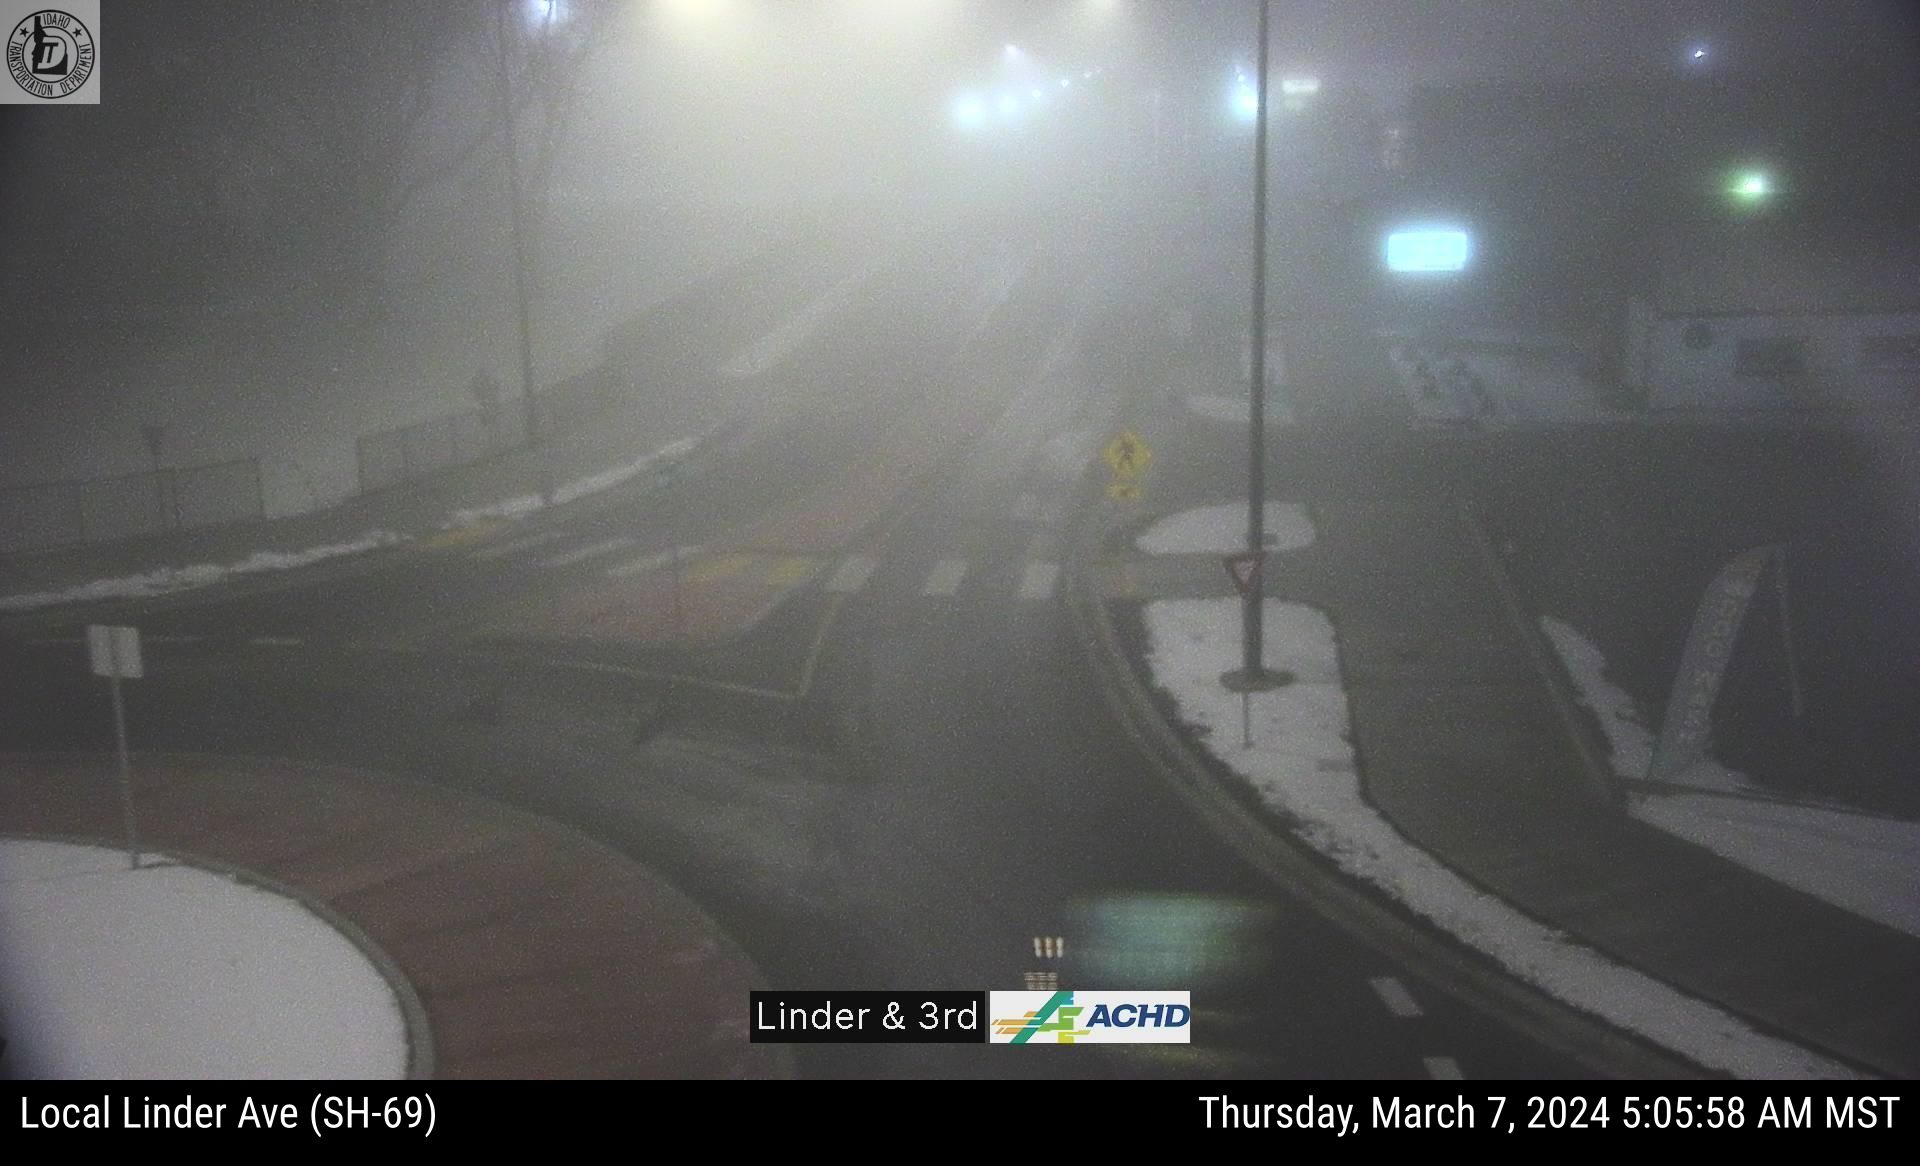 IDAHO
TRANSPORTATION DEPARTMENT
Linder & 3rd
ACHD
Local Linder Ave (SH-69)
Thursday, March 7, 2024 5:05:58 AM MST